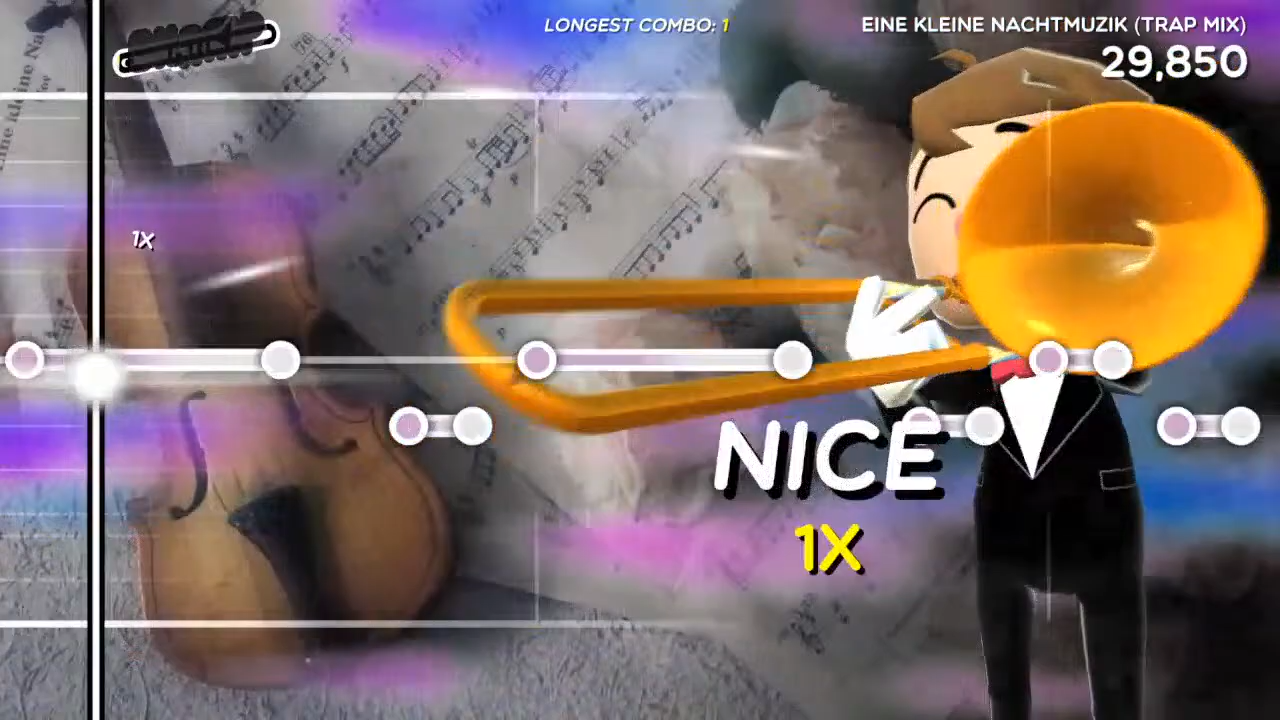 LONGEST COMBO: 1
EINE KLEINE NACHTMUZIK (TRAP MIX)
29,850
1X
NICE
1X